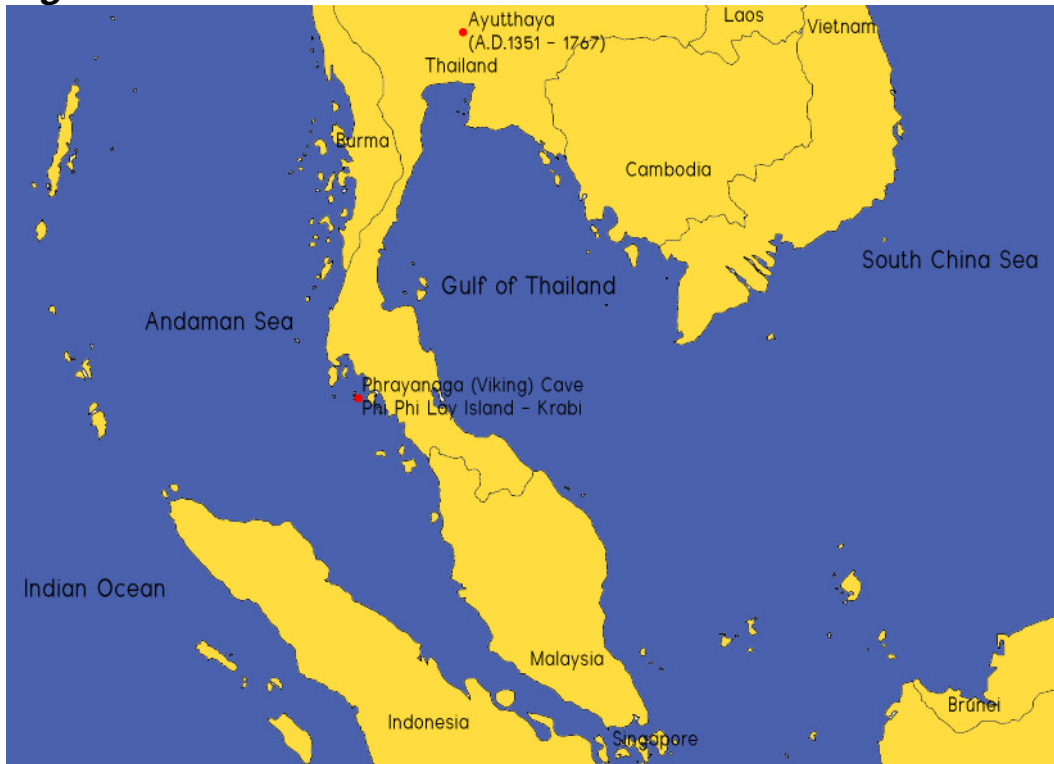 Laos
Ayutthaya
(A.D.1351 - 1767)
Vietnam
Thailand
Burma
Cambodia
South China Sea
Gulf of Thailand
Andaman Sea
Phrayanaga (Viking) Cave
Phi Phi Lay Island - Krabi
Indian Ocean
Malaysia
Brunei
Indonesia
Singapore